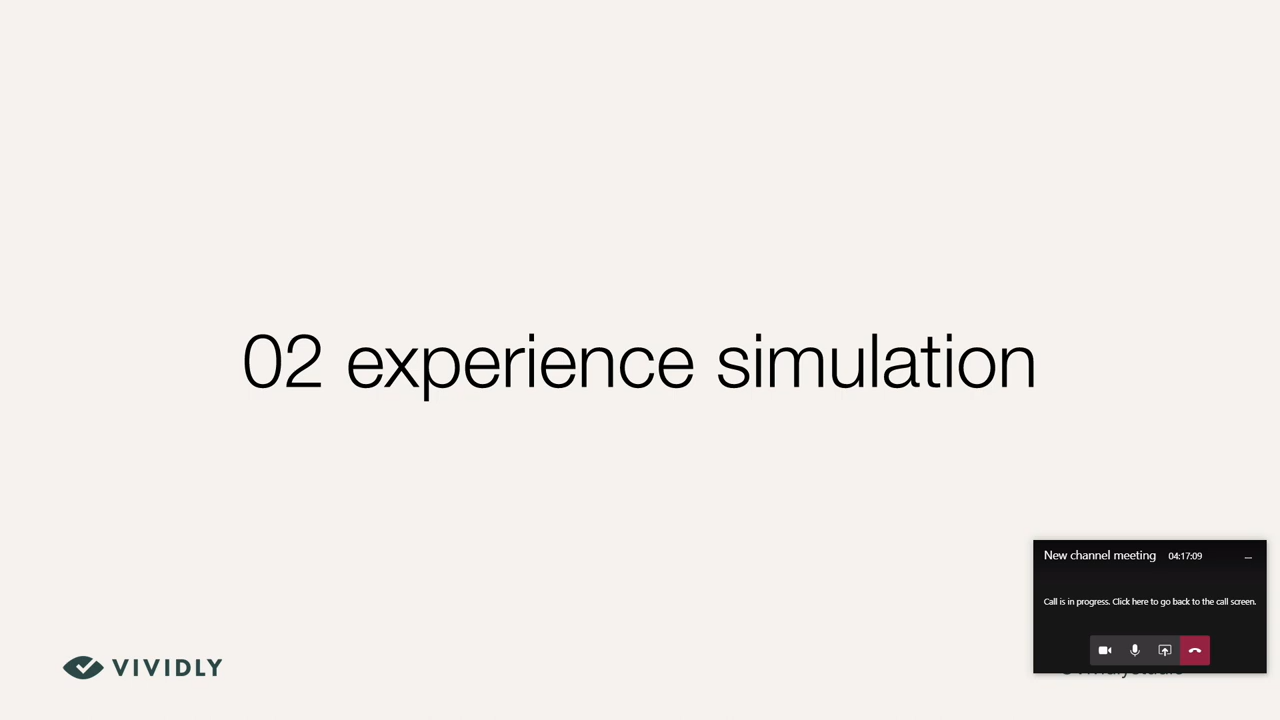 02 experience simulation
New channel meeting 04:17:09
Call is in progress. Click here to go back to the call screen.
VIVIDLY